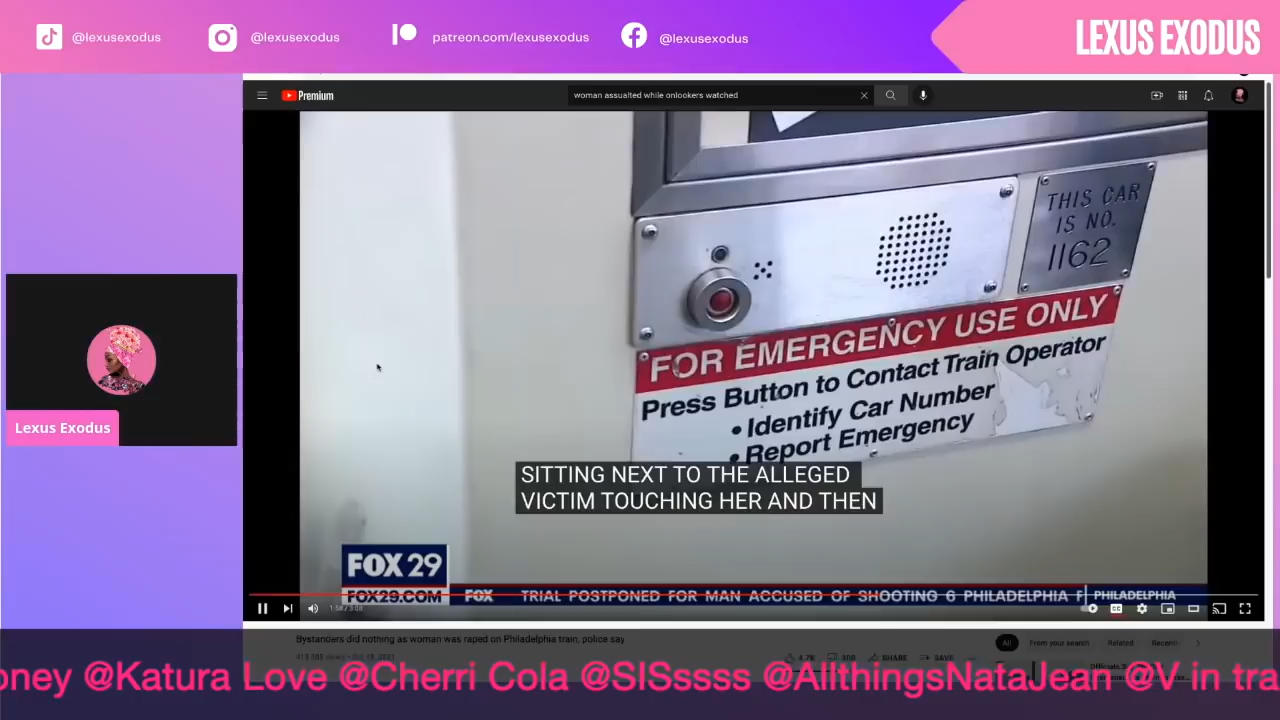 @lexusexodus
@lexusexodus
patreon.com/lexusexodus
@lexusexodus
LEXUS EXODUS
Premium
woman assualted while onlookers watched
THIS CAR
IS NO.
1162
FOR EMERGENCY USE ONLY
Press Button to Contact Train Operator
• Identify Car Number
• Report Emergency
SITTING NEXT TO THE ALLEGED
VICTIM TOUCHING HER AND THEN
Lexus Exodus
FOX 29
FOX29.COM
FOX
TRIAL POSTPONED FOR MAN ACCUSED OF SHOOTING 6 PHILADELPHIA F
PHILADELPHIA
1:58 / 3:08
Bystanders did nothing as woman was raped on Philadelphia train, police say
All
From your search
Related
SHARE
SAVE
oney @Katura Love @Cherri Cola @SISssss @AllthingsNataJean @V in tra